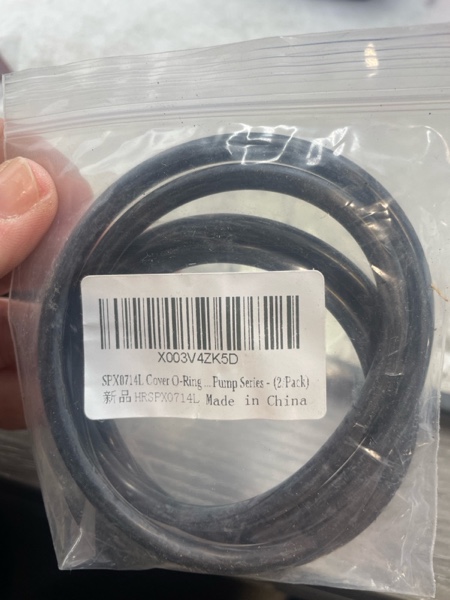 X003V4ZK5D
SPX0714L Cover O-Ring ...Pump Series - (2 Pack)
新品 HRSPX0714L Made in China